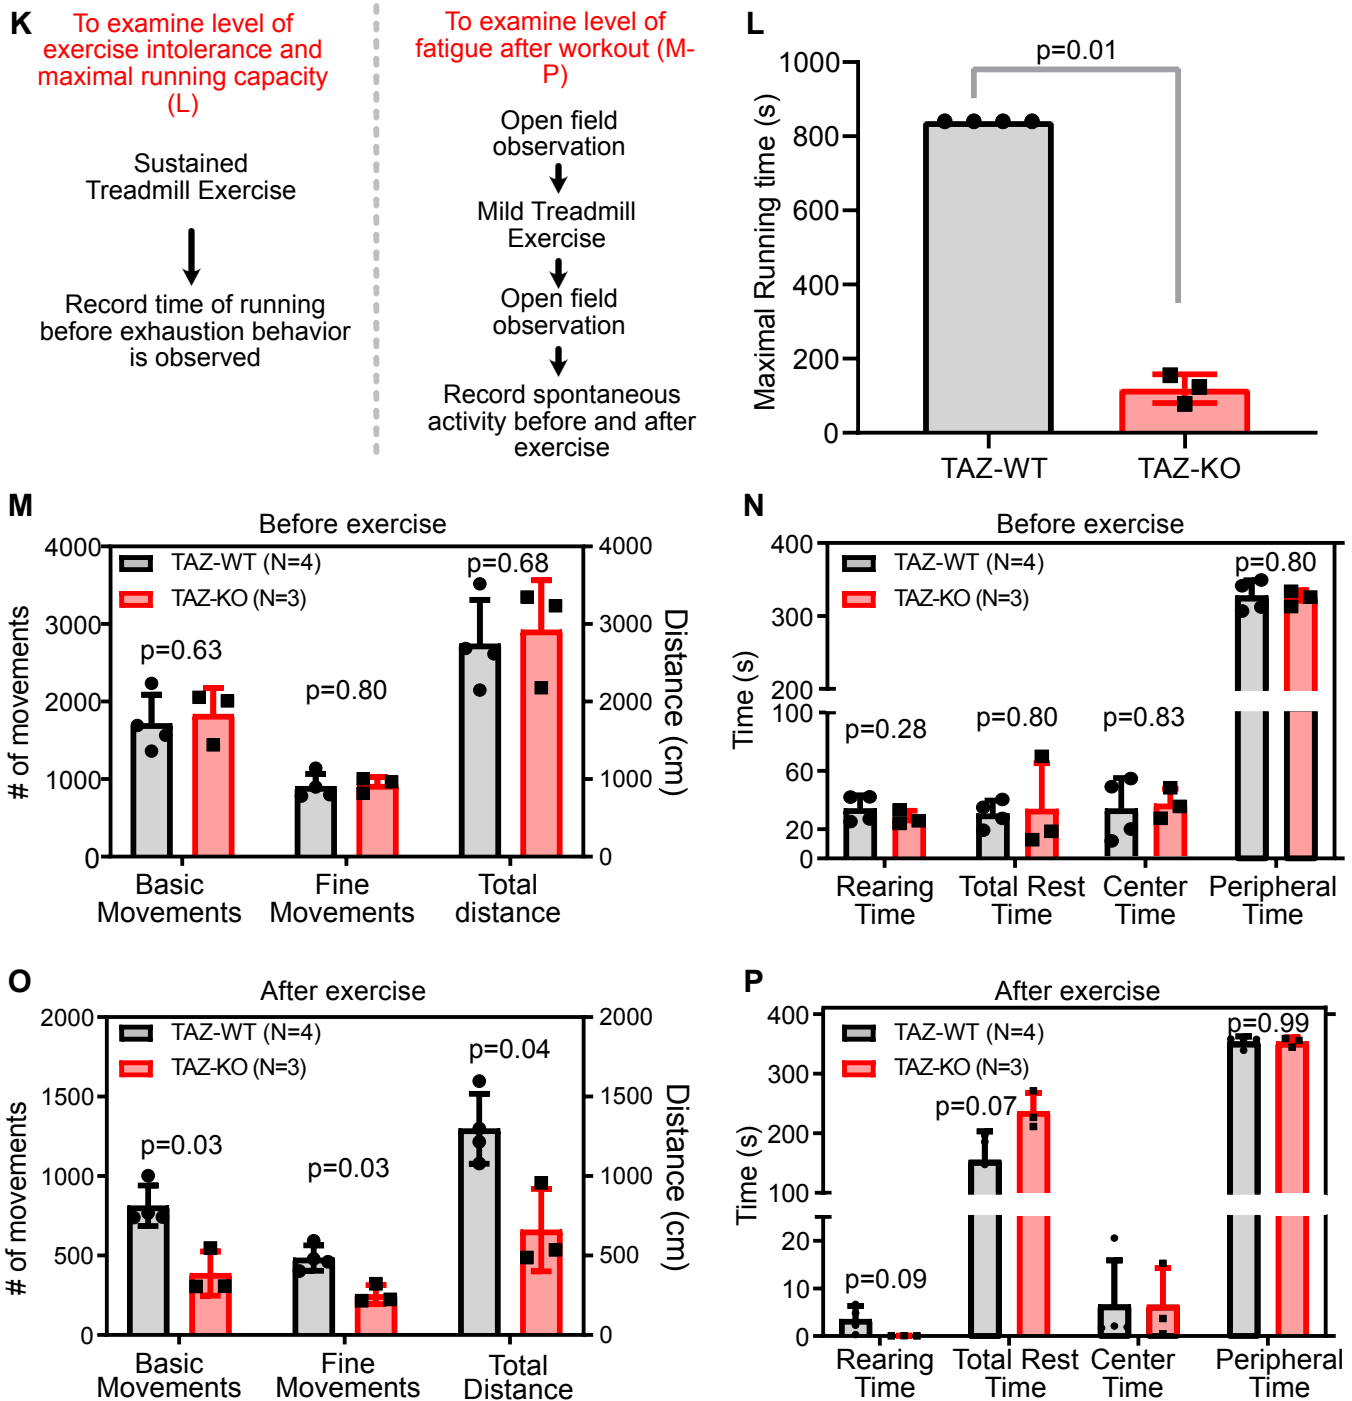 K
To examine level of
exercise intolerance and
maximal running capacity
(L)
Sustained
Treadmill Exercise
Record time of running
before exhaustion behavior
is observed
To examine level of
fatigue after workout (M-
P)
Open field
observation
Mild Treadmill
Exercise
Open field
observation
Record spontaneous
activity before and after
exercise
L
p=0.01
Maximal Running time (s)
1000
800
600
400
200
0
TAZ-WT
TAZ-KO
M
Before exercise
TAZ-WT (N=4)
TAZ-KO (N=3)
# of movements
4000
3000
2000
1000
0
p=0.63
p=0.80
p=0.68
4000
3000
2000
1000
0
Distance (cm)
Basic
Movements
Fine
Movements
Total
distance
N
Before exercise
TAZ-WT (N=4)
TAZ-KO (N=3)
Time (s)
400
300
200
100
60
20
0
p=0.28
p=0.80
p=0.83
p=0.80
Rearing
Time
Total Rest
Time
Center
Time
Peripheral
Time
O
After exercise
TAZ-WT (N=4)
TAZ-KO (N=3)
# of movements
2000
1500
1000
500
0
p=0.03
p=0.03
p=0.04
2000
1500
1000
500
0
Distance (cm)
Basic
Movements
Fine
Movements
Total
Distance
P
After exercise
TAZ-WT (N=4)
TAZ-KO (N=3)
Time (s)
400
300
200
100
20
10
0
p=0.09
p=0.07
p=0.99
Rearing
Time
Total Rest
Time
Center
Time
Peripheral
Time